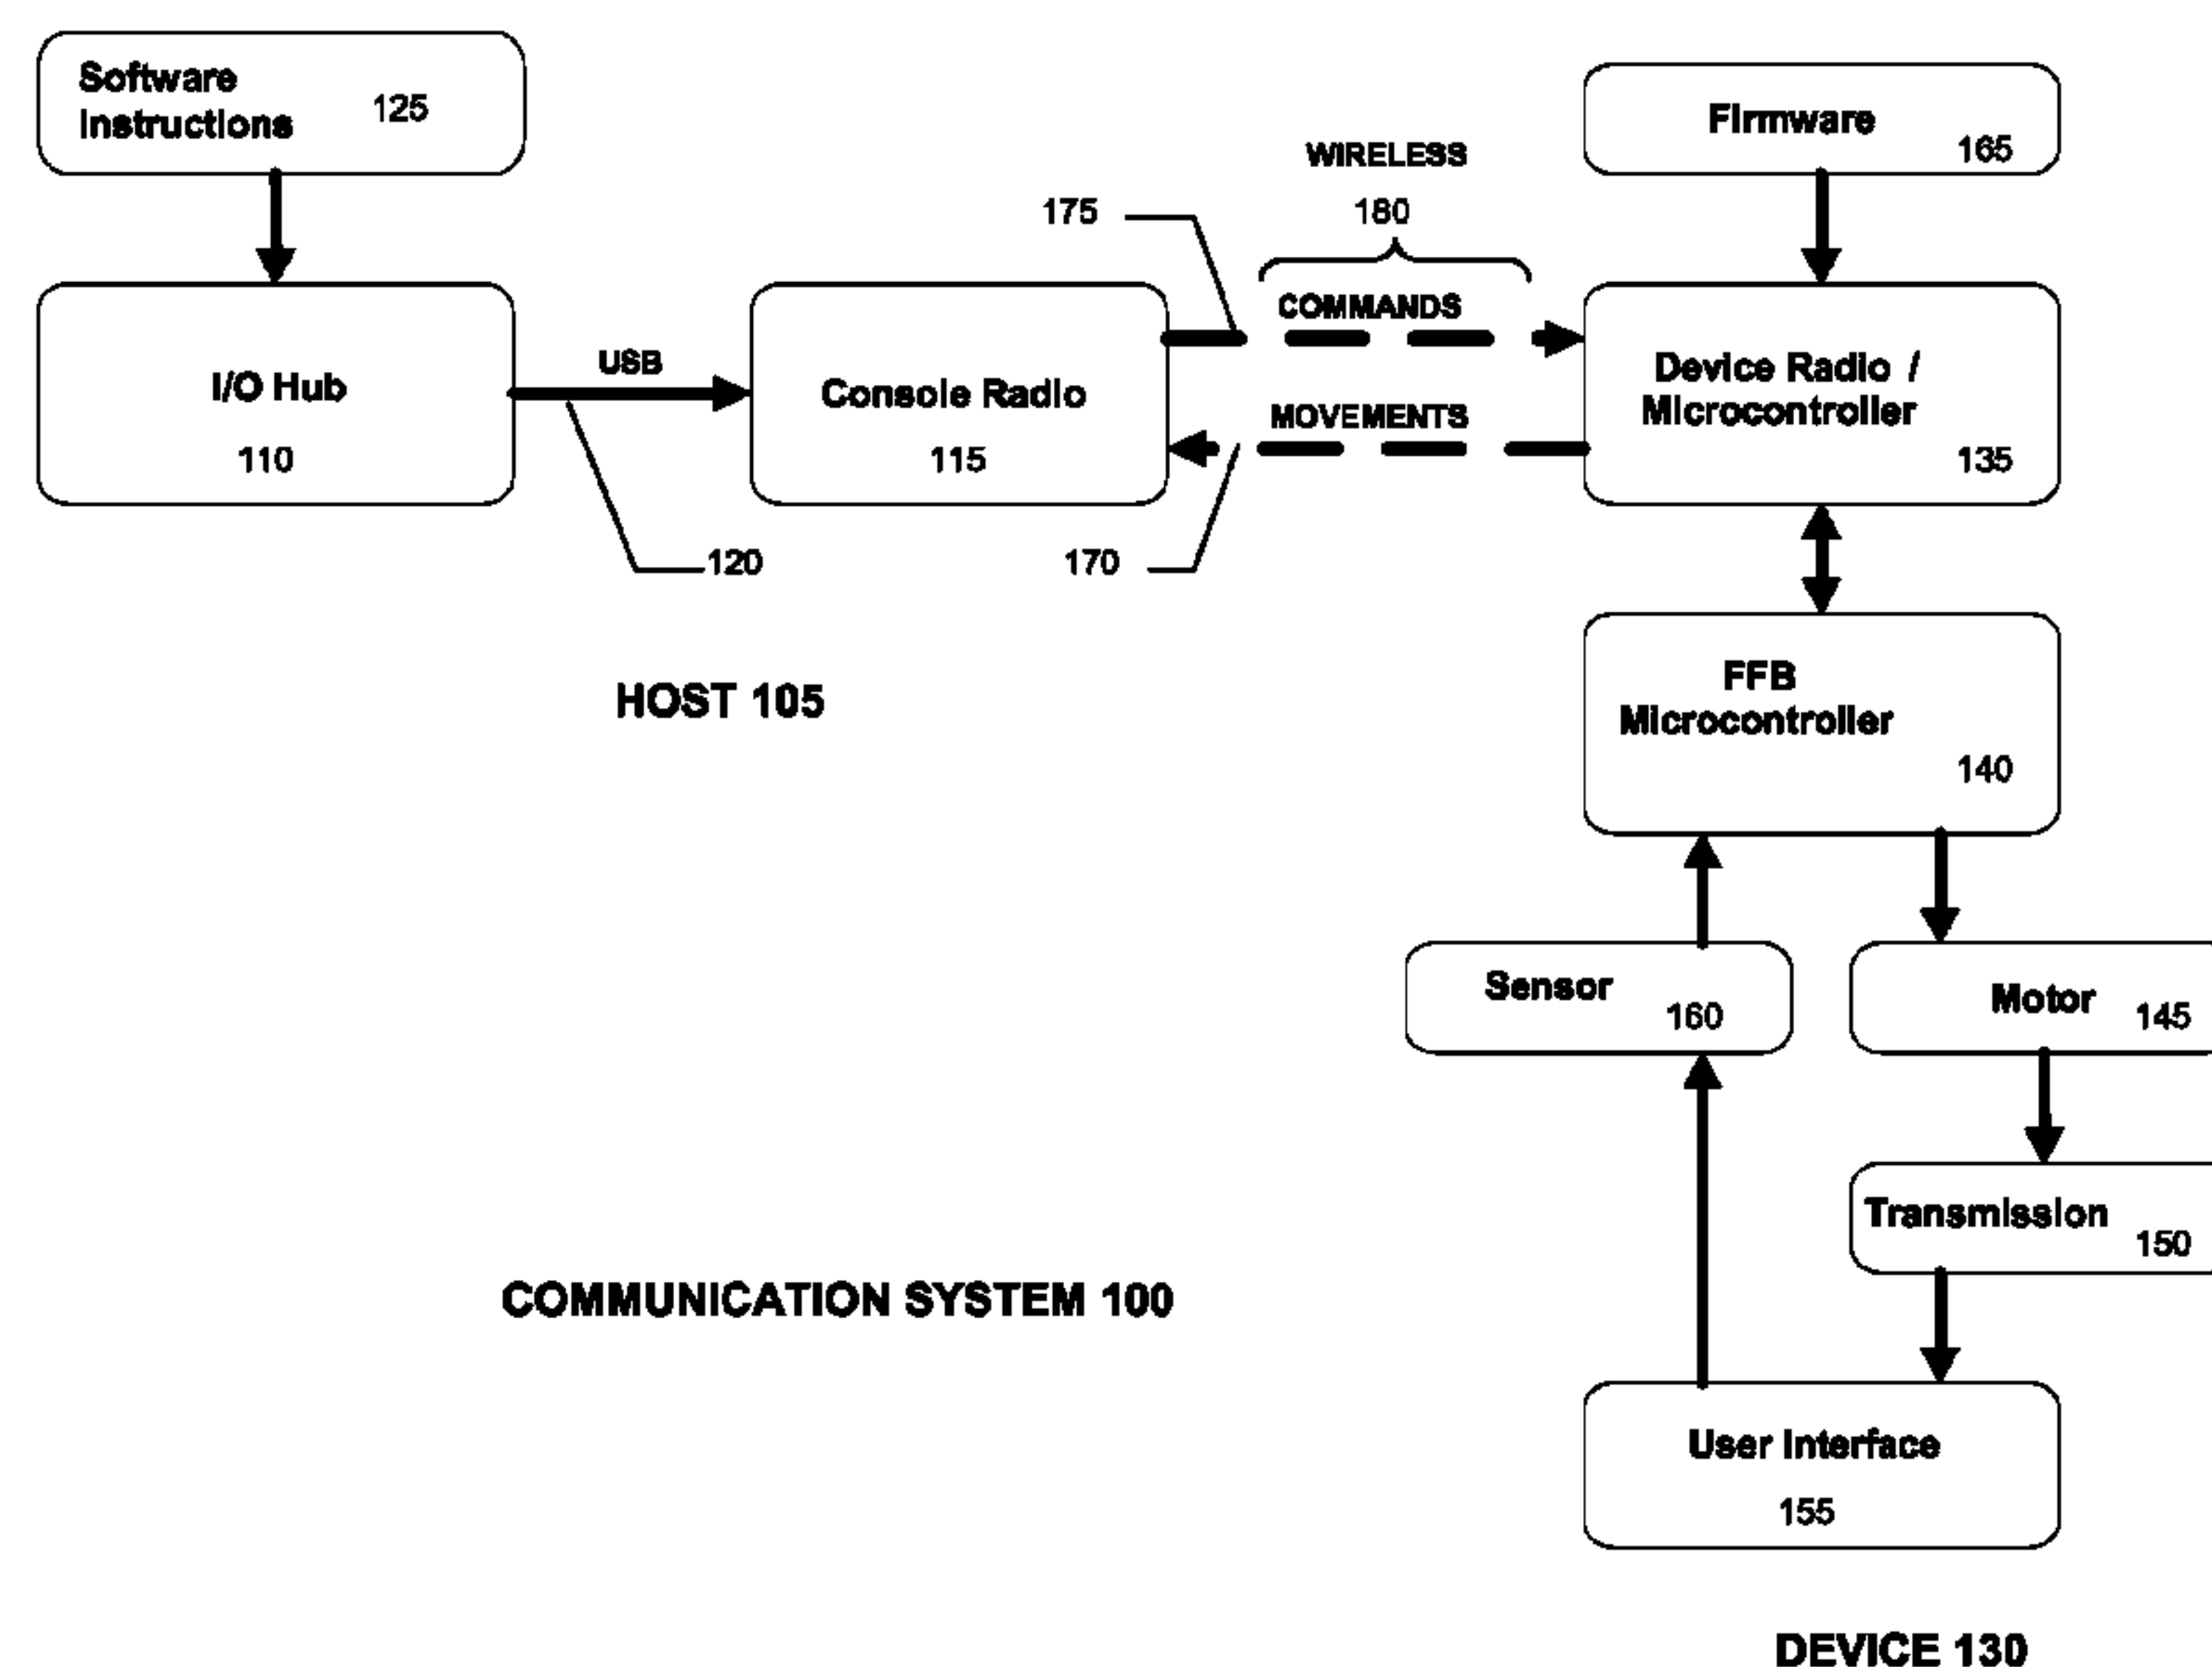 Software
Instructions
125
Firmware
165
WIRELESS
180
175
COMMANDS
I/O Hub
110
USB
120
Console Radio
115
MOVEMENTS
170
Device Radio /
Microcontroller
135
HOST 105
FFB
Microcontroller
140
Sensor
160
Motor
145
Transmission
150
COMMUNICATION SYSTEM 100
User Interface
155
DEVICE 130